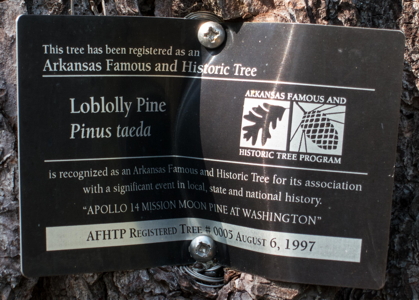 This tree has been registered as an
Arkansas Famous and Historic Tree
Loblolly Pine
Pinus taeda
ARKANSAS FAMOUS AND
HISTORIC TREE PROGRAM
is recognized as an Arkansas Famous and Historic Tree for its association
with a significant event in local, state and national history.
"APOLLO 14 MISSION MOON PINE AT WASHINGTON"
AFHTP REGISTERED TREE # 0005 AUGUST 6, 1997